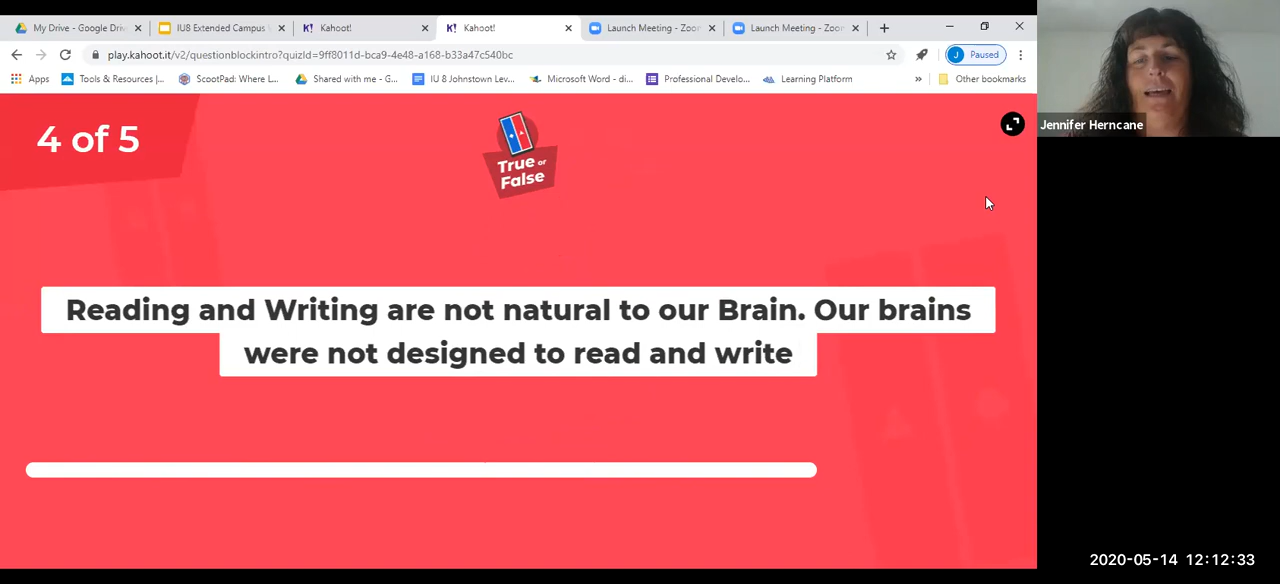 My Drive - Google Driv
IU8 Extended Campus
Kahoot!
Kahoot!
Launch Meeting - Zoo
Launch Meeting - Zoo
play.kahoot.it/v2/questionblockintro?quizId=9ff8011d-bca9-4e48-a168-b33a47c540bc
J Paused
Apps
Tools & Resources |...
ScootPad: Where L...
Shared with me - G...
IU 8 Johnstown Lev...
Microsoft Word - di...
Professional Develo...
Learning Platform
»
Other bookmarks
Jennifer Herncane
4 of 5
True or
False
Reading and Writing are not natural to our Brain. Our brains
were not designed to read and write
2020-05-14 12:12:33